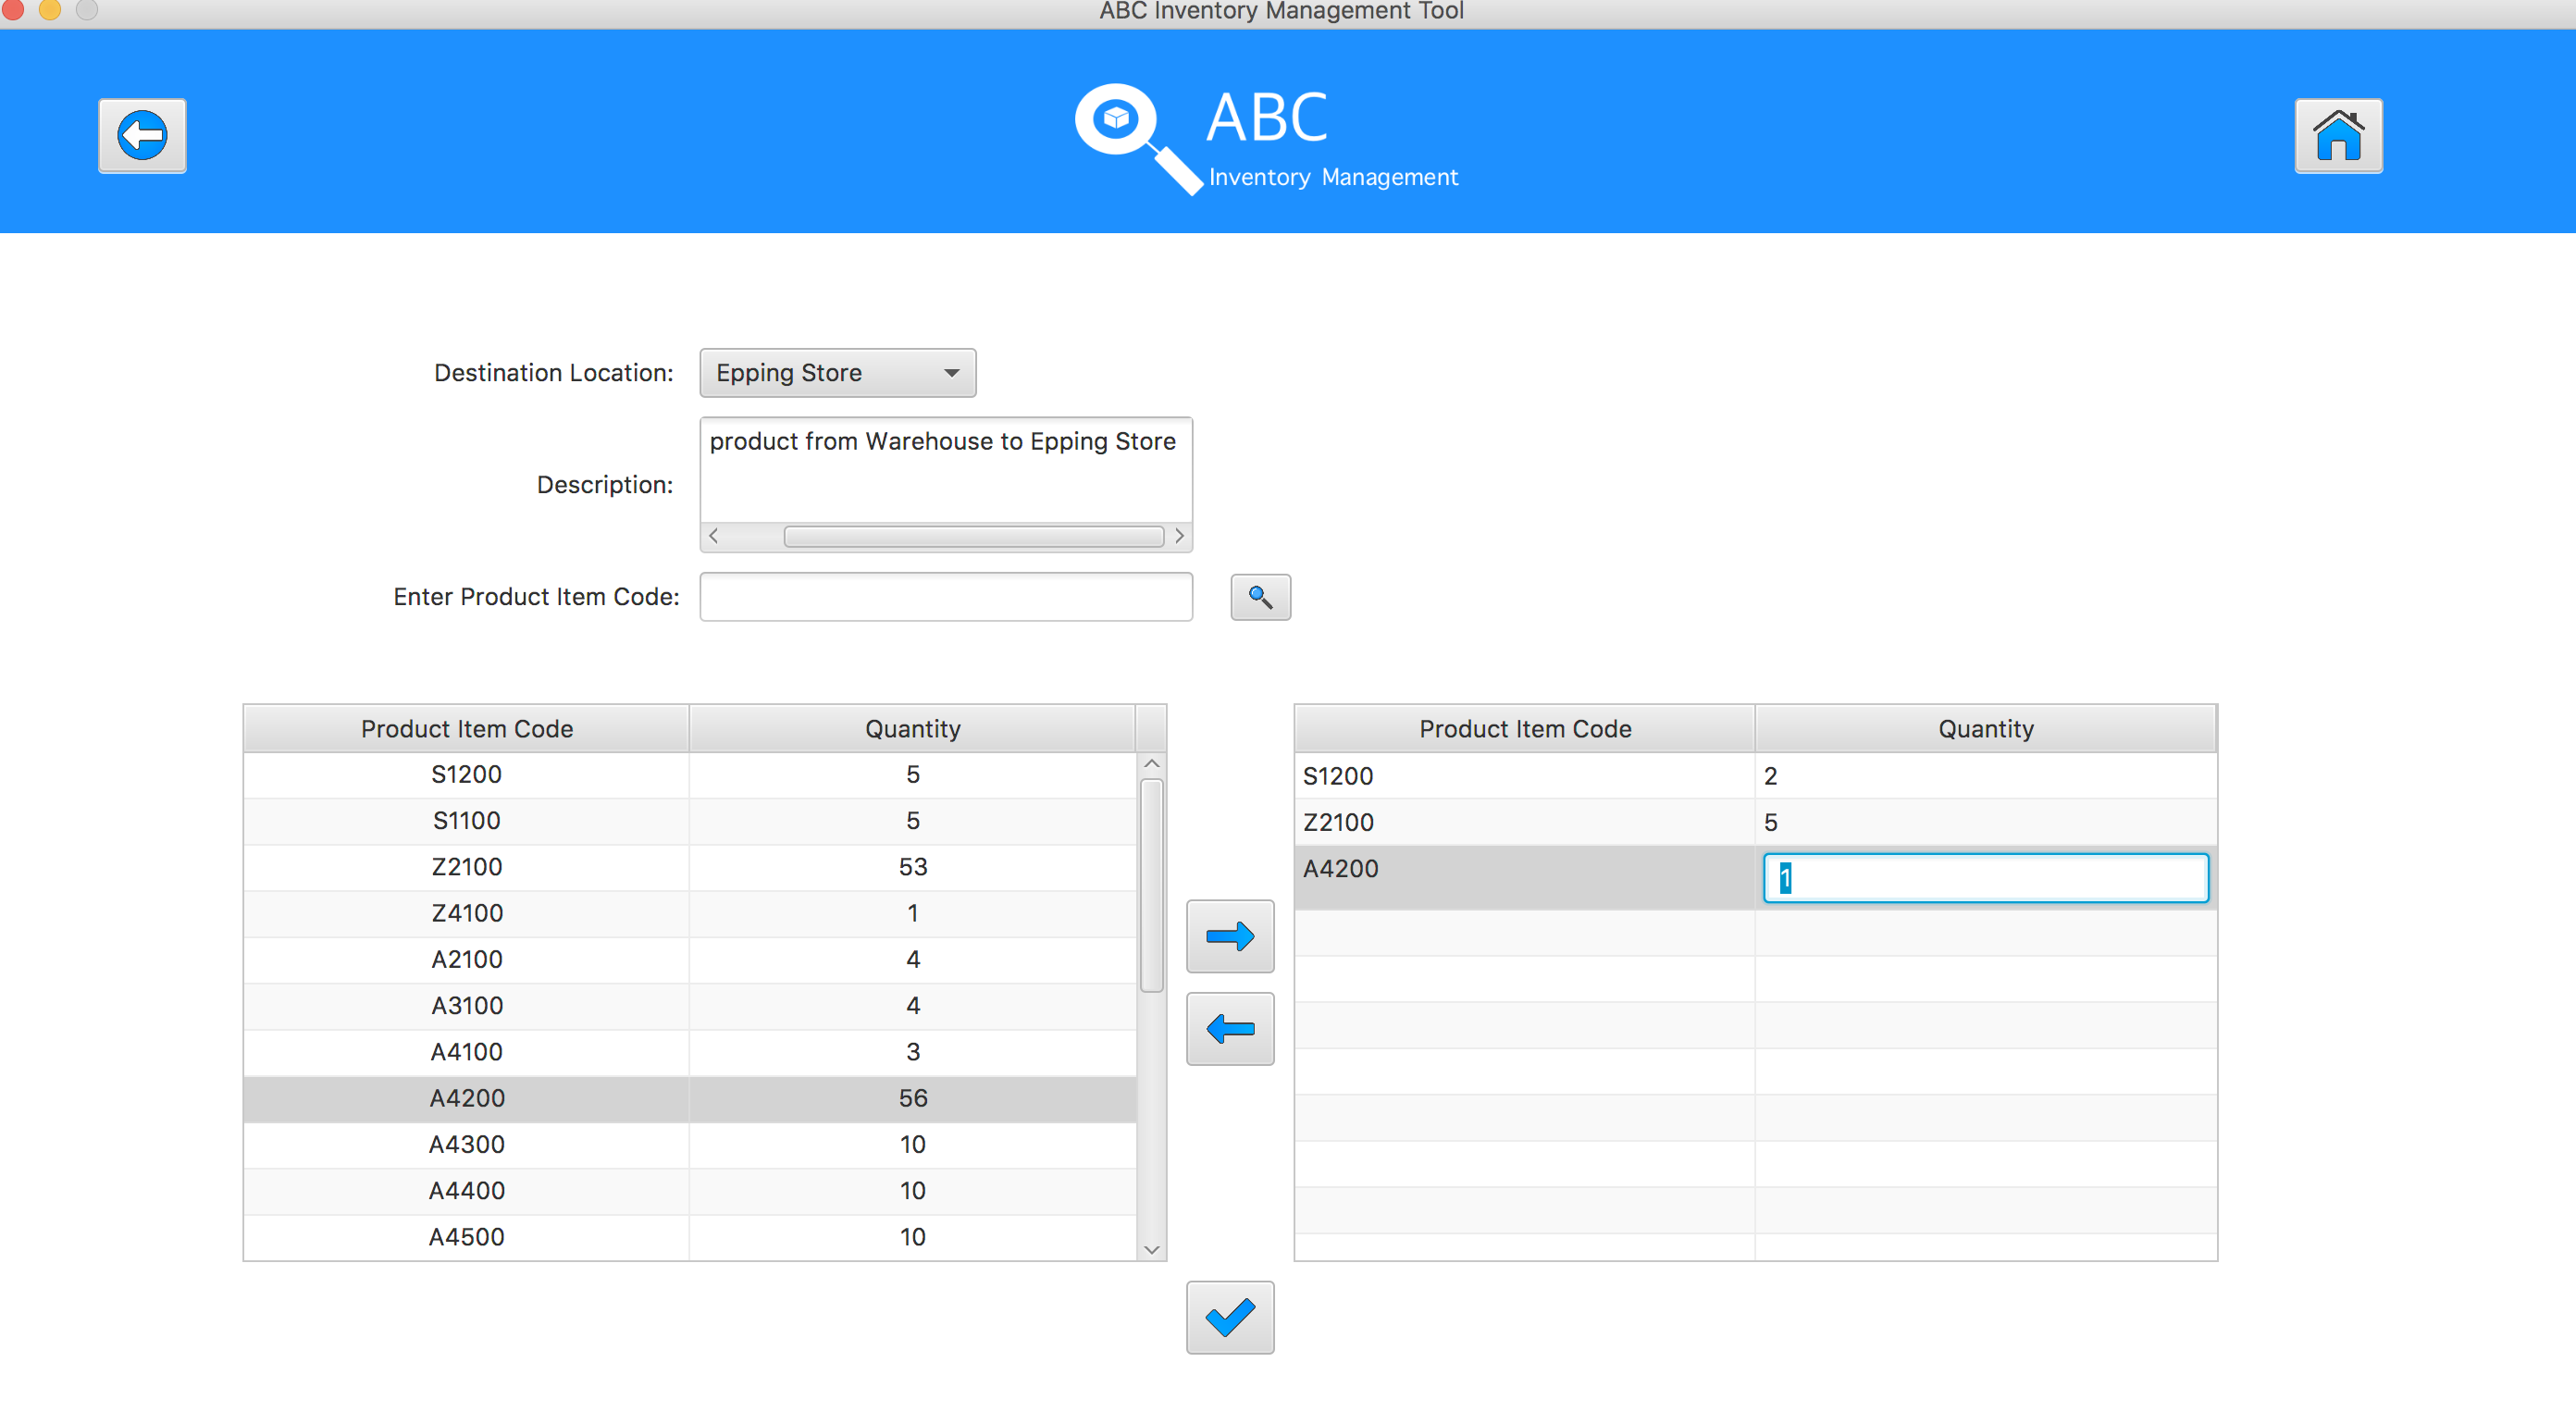 ABC Inventory Management Tool
ABC
Inventory Management
Destination Location:
Epping Store
product from Warehouse to Epping Store
Description:
Enter Product Item Code:
Product Item Code Quantity
S1200 5
S1100 5
Z2100 53
Z4100 1
A2100 4
A3100 4
A4100 3
A4200 56
A4300 10
A4400 10
A4500 10
Product Item Code Quantity
S1200 2
Z2100 5
A4200 1